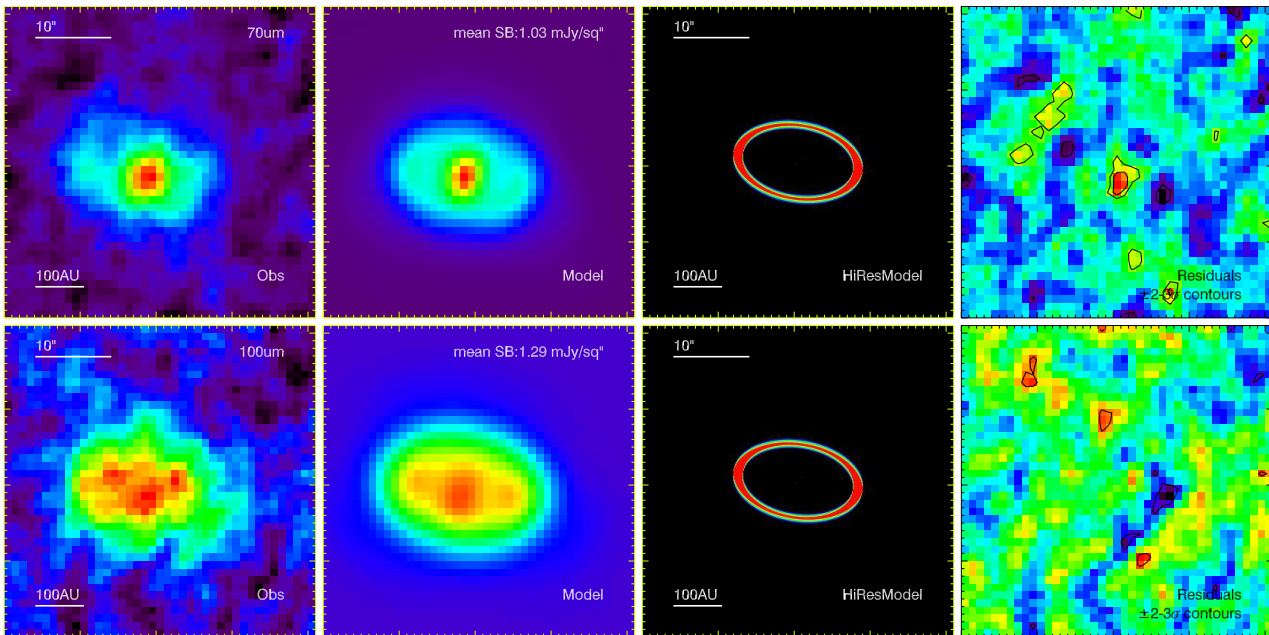 10"
70um
100AU
Obs
mean SB:1.03 mJy/sq"
Model
10"
100AU
HiResModel
Residuals
±2-3σ contours
10"
100um
100AU
Obs
mean SB:1.29 mJy/sq"
Model
10"
100AU
HiResModel
Residuals
±2-3σ contours